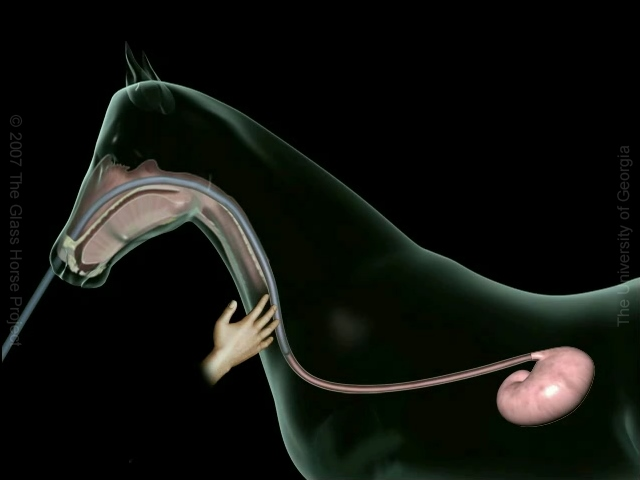 © 2007 The Glass Horse Project
The University of Georgia